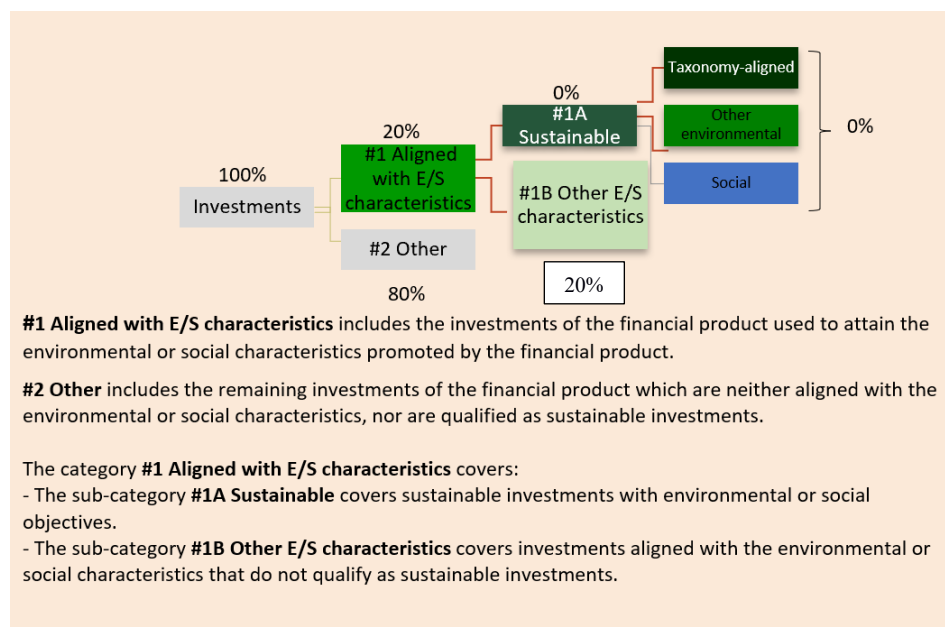 Taxonomy-aligned
0%
#1A
Sustainable
Other
environmental
0%
20%
#1 Aligned
with E/S
characteristics
100%
Investments
#1B Other E/S
characteristics
Social
#2 Other
20%
80%
#1 Aligned with E/S characteristics includes the investments of the financial product used to attain the
environmental or social characteristics promoted by the financial product.
#2 Other includes the remaining investments of the financial product which are neither aligned with the
environmental or social characteristics, nor are qualified as sustainable investments.
The category #1 Aligned with E/S characteristics covers:
- The sub-category #1A Sustainable covers sustainable investments with environmental or social
objectives.
- The sub-category #1B Other E/S characteristics covers investments aligned with the environmental or
social characteristics that do not qualify as sustainable investments.